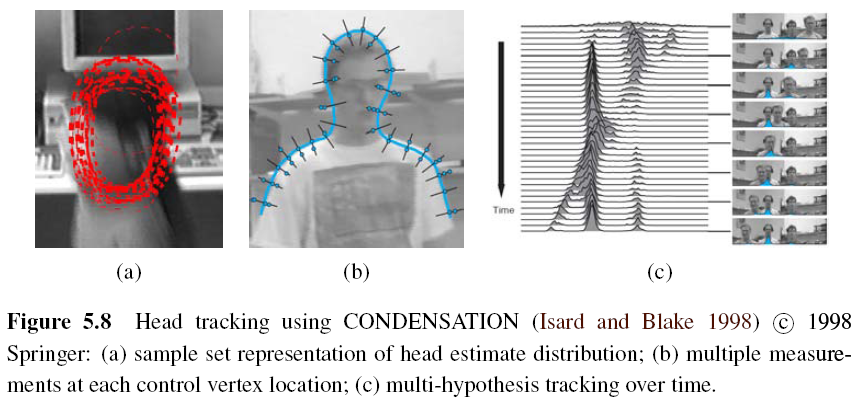 Time
(a)
(b)
(c)
Figure 5.8 Head tracking using CONDENSATION (Isard and Blake 1998) © 1998
Springer: (a) sample set representation of head estimate distribution; (b) multiple measure-
ments at each control vertex location; (c) multi-hypothesis tracking over time.